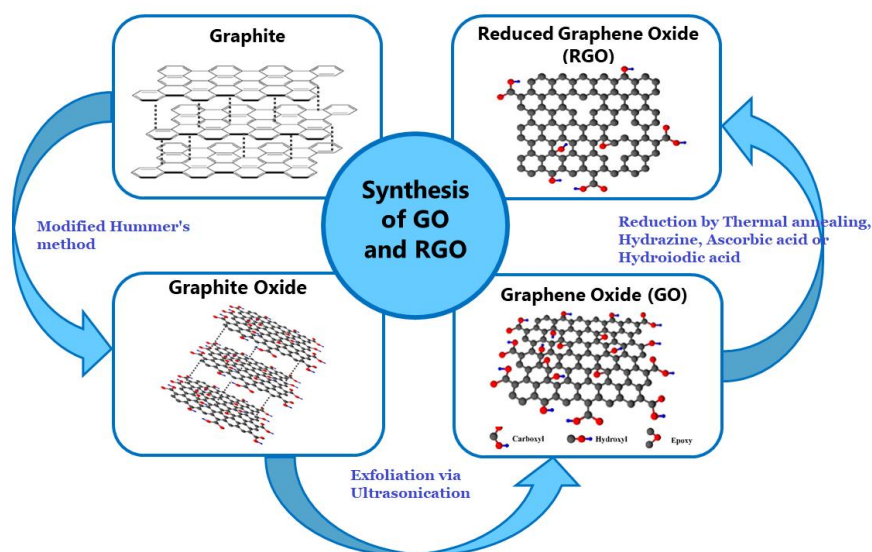 Graphite
Reduced Graphene Oxide
(RGO)
Synthesis
of GO
and RGO
Modified Hummer's
method
Reduction by Thermal annealing,
Hydrazine, Ascorbic acid or
Hydroiodic acid
Graphite Oxide
Graphene Oxide (GO)
Carboxyl
Hydroxyl
Epoxy
Exfoliation via
Ultrasonication